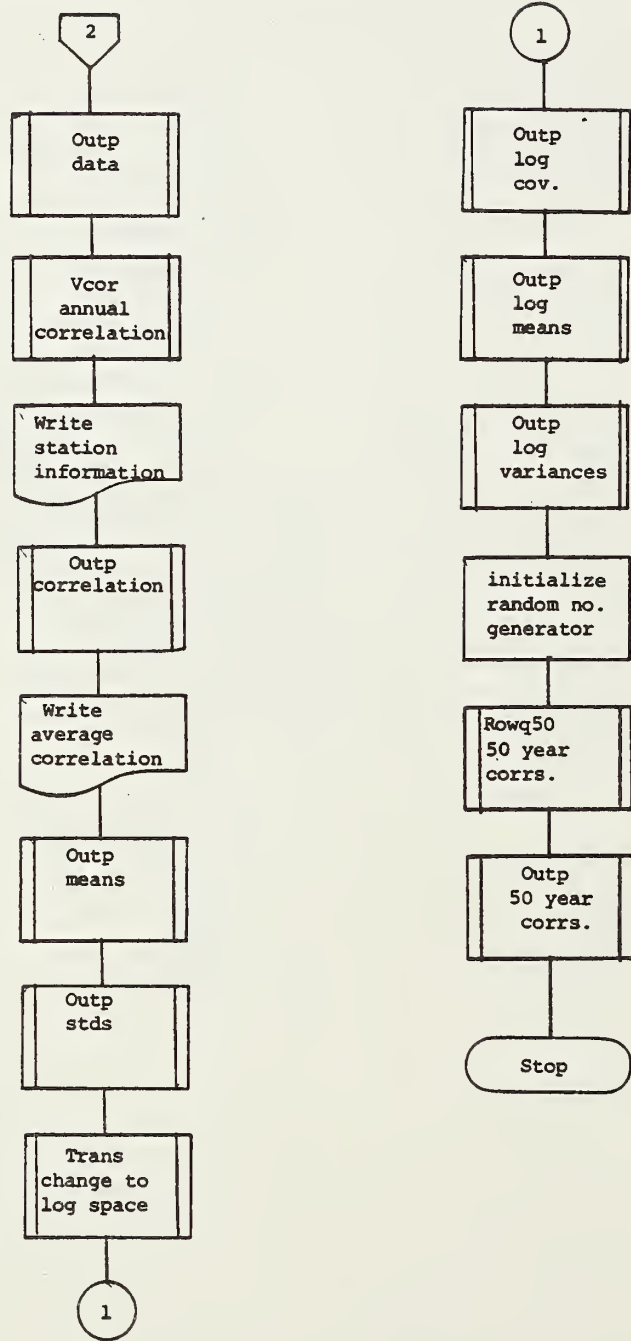 2
Outp
data
Vcor
annual
correlation
Write
station
information
Outp
correlation
Write
average
correlation
Outp
means
Outp
stds
Trans
change to
log space
1
1
Outp
log
cov.
Outp
log
means
Outp
log
variances
initialize
random no.
generator
Rowq50
50 year
corrs.
Outp
50 year
corrs.
Stop